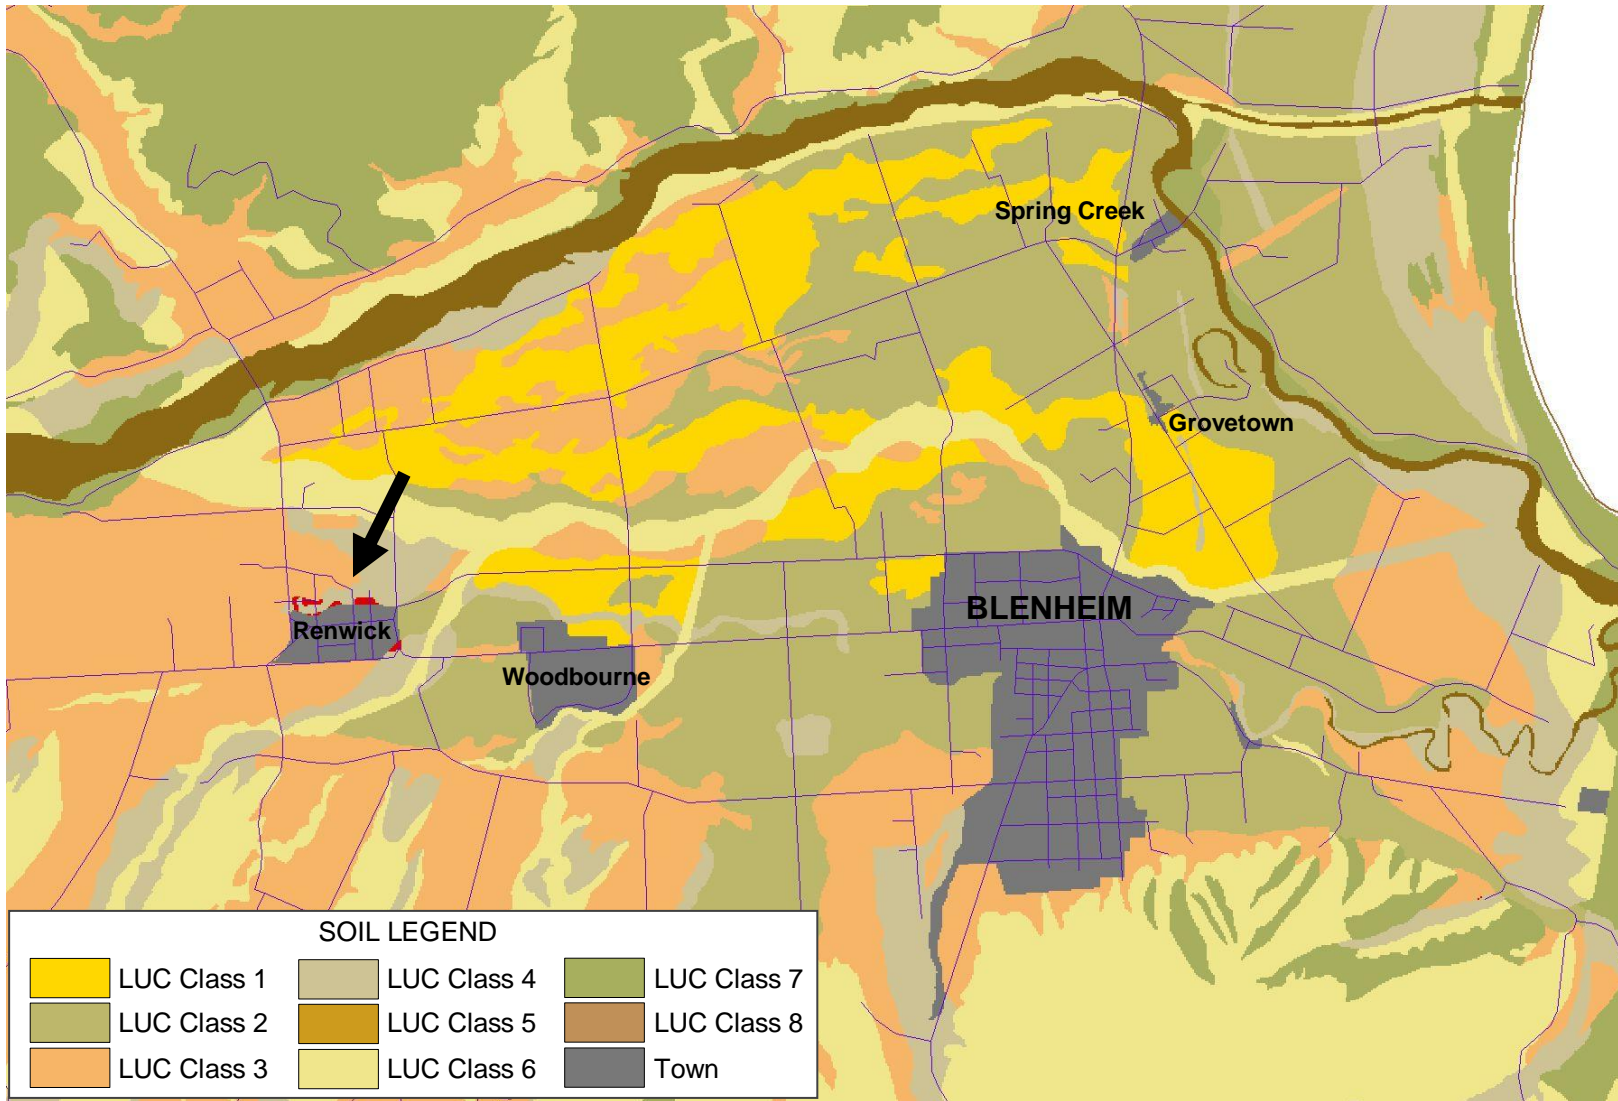 Spring Creek
Grovetown
BLENHEIM
Renwick
Woodbourne
SOIL LEGEND
LUC Class 1
LUC Class 4
LUC Class 7
LUC Class 2
LUC Class 5
LUC Class 8
LUC Class 3
LUC Class 6
Town